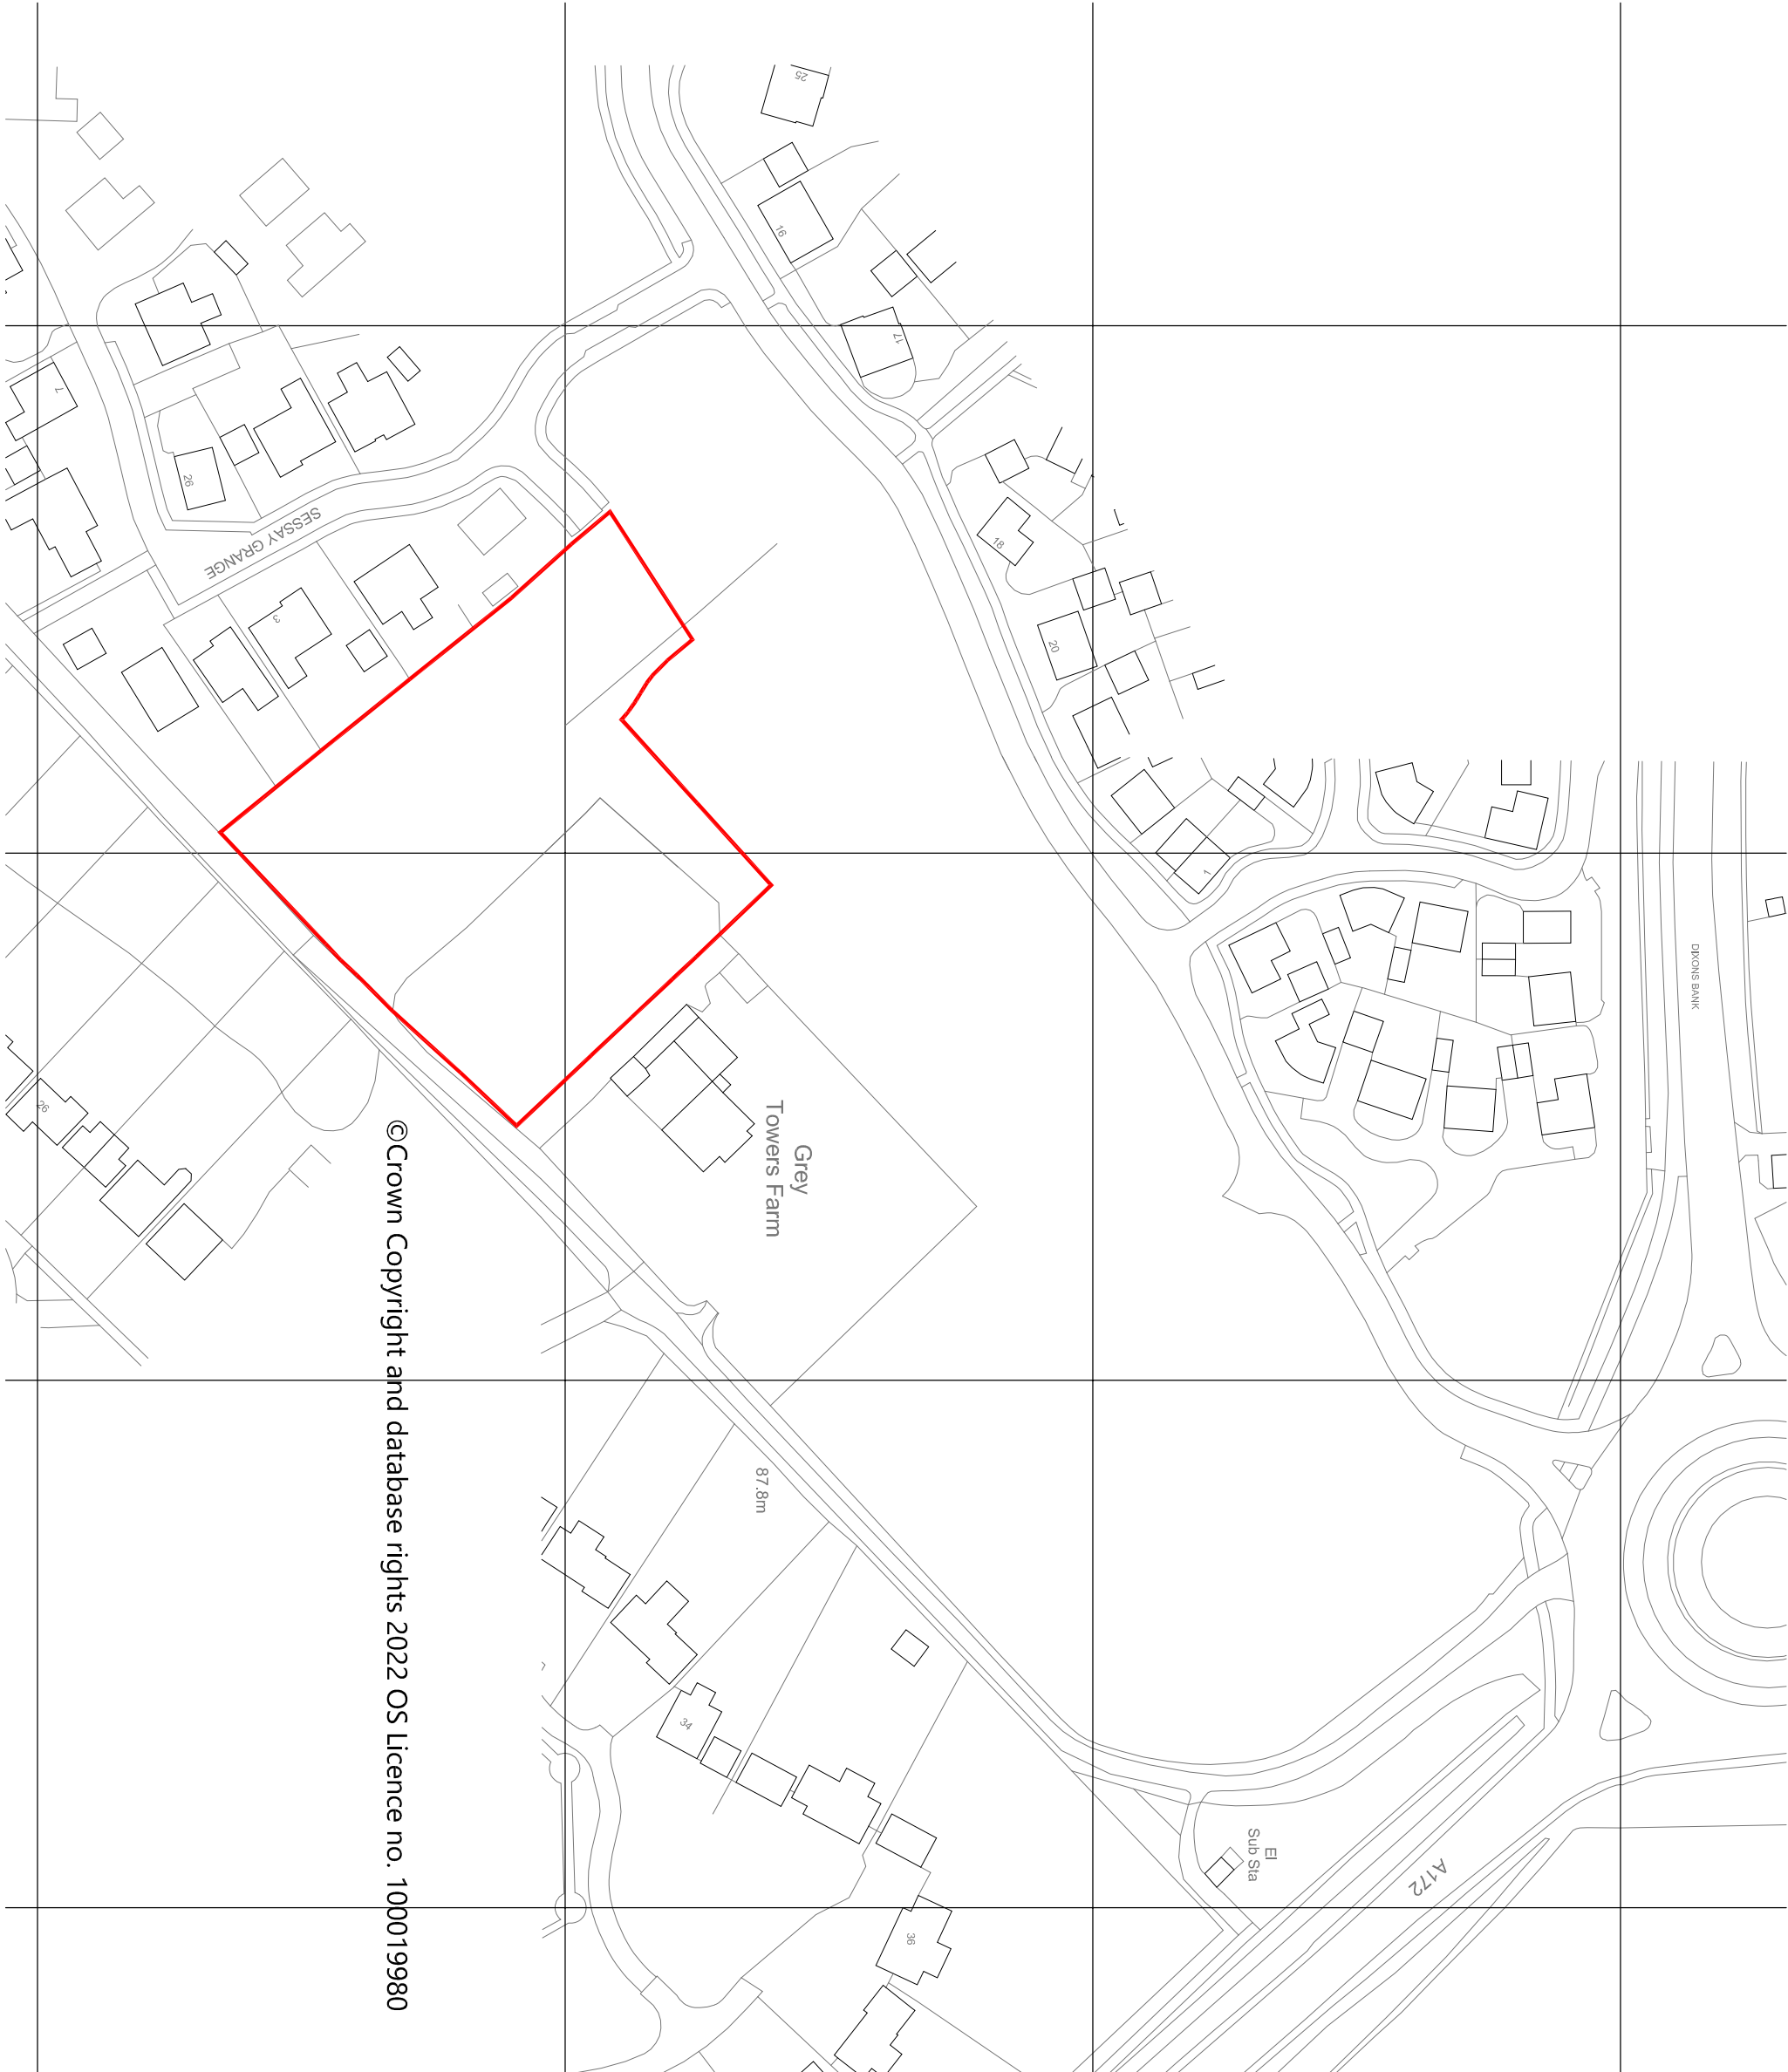 25
16
17
7
26
SESSAY GRANGE
18
3
20
1
DIXONS BANK
26
Grey
Towers Farm
©Crown Copyright and database rights 2022 OS Licence no. 100019980
87.8m
34
El
Sub Sta
A172
36